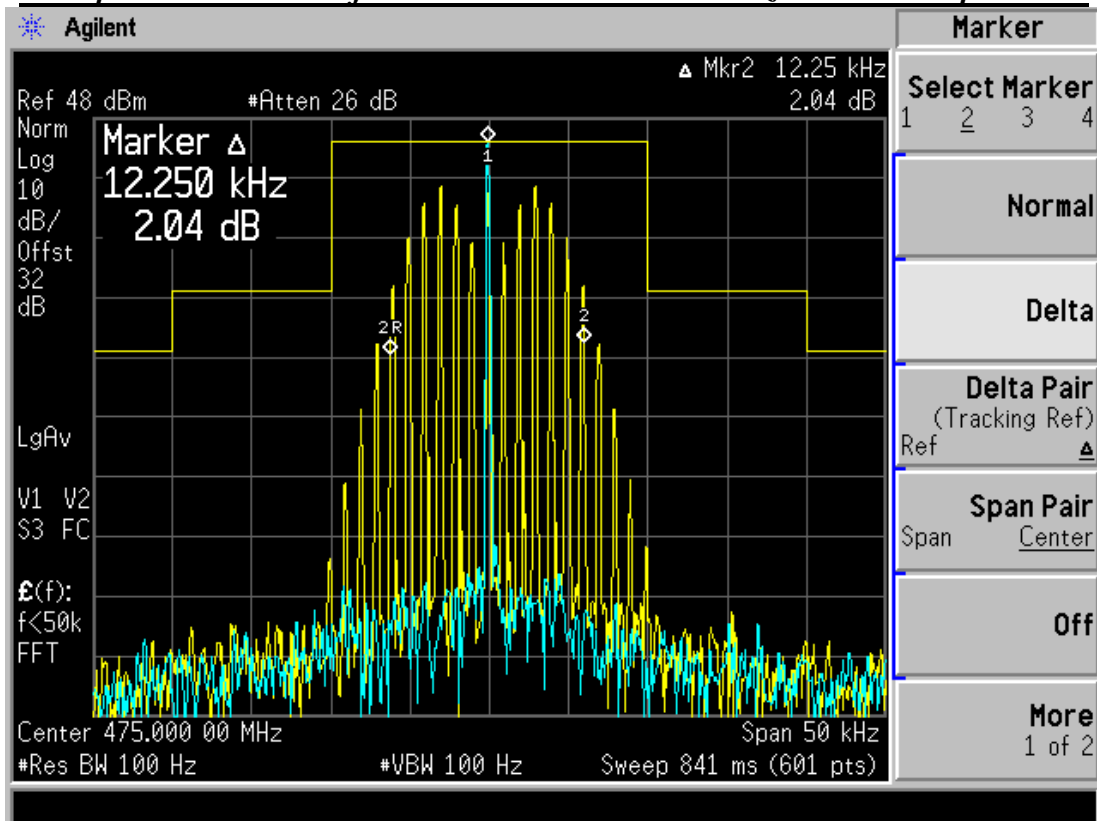 Agilent
Marker
Δ Mkr2 12.25 kHz
Ref 48 dBm #Atten 26 dB 2.04 dB
Norm
Log
10
dB/
Offst
32
dB
Marker Δ
12.250 kHz
2.04 dB
1
2R
2
LgAv
V1 V2
S3 FC
£(f):
f<50k
FFT
Center 475.000 00 MHz Span 50 kHz
#Res BW 100 Hz #VBW 100 Hz Sweep 841 ms (601 pts)
Select Marker
1 2 3 4
Normal
Delta
Delta Pair
(Tracking Ref)
Ref Δ
Span Pair
Span Center
Off
More
1 of 2